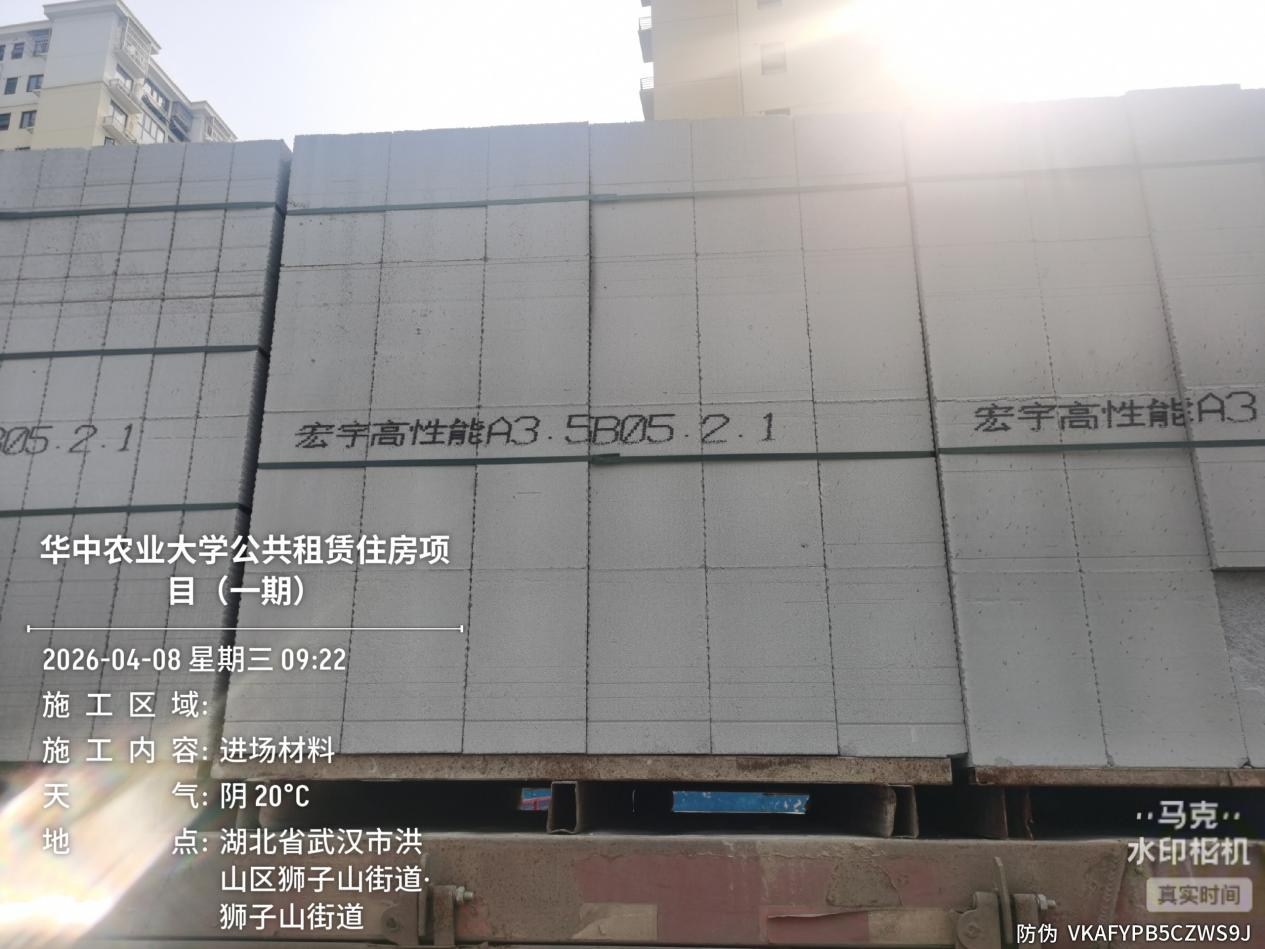 宏宇高性能A3.5B05.2.1
宏宇高性能A3
B05.2.1
华中农业大学公共租赁住房项
目（一期）
2026-04-08 星期三 09:22
施工区域:
施工内容: 进场材料
天气: 阴 20°C
地点: 湖北省武汉市洪
山区狮子山街道·
狮子山街道
马克
水印相机
真实时间
防伪 VKAFYPB5CZWS9J